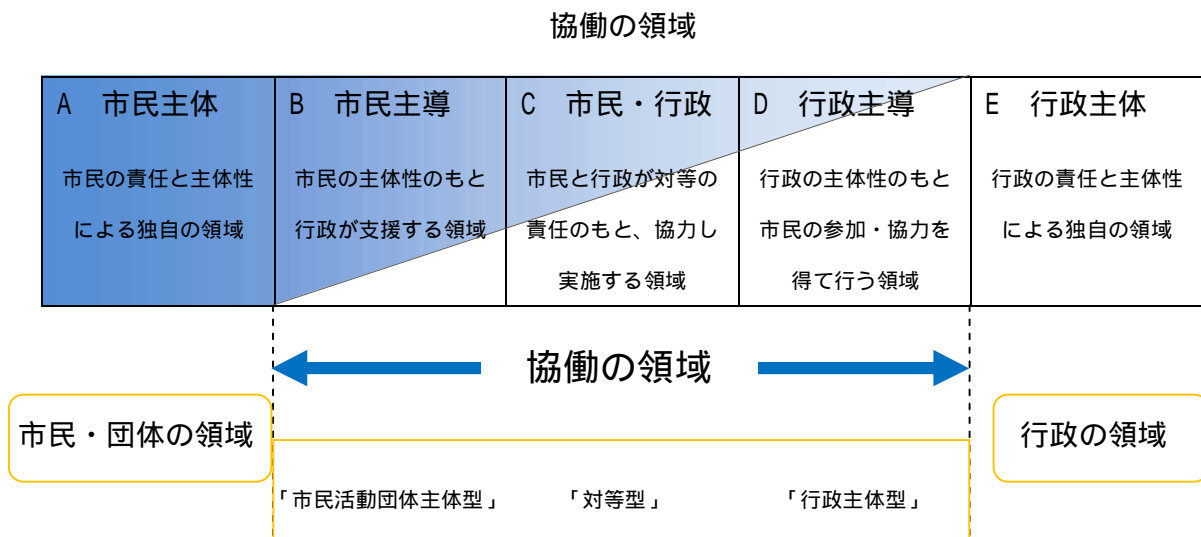 協働の領域
A 市民主体
市民の責任と主体性
による独自の領域
B 市民主導
市民の主体性のもと
行政が支援する領域
C 市民・行政
市民と行政が対等の
責任のもと、協力し
実施する領域
D 行政主導
行政の主体性のもと
市民の参加・協力を
得て行う領域
E 行政主体
行政の責任と主体性
による独自の領域
協働の領域
市民・団体の領域
行政の領域
「市民活動団体主体型」
「対等型」
「行政主体型」